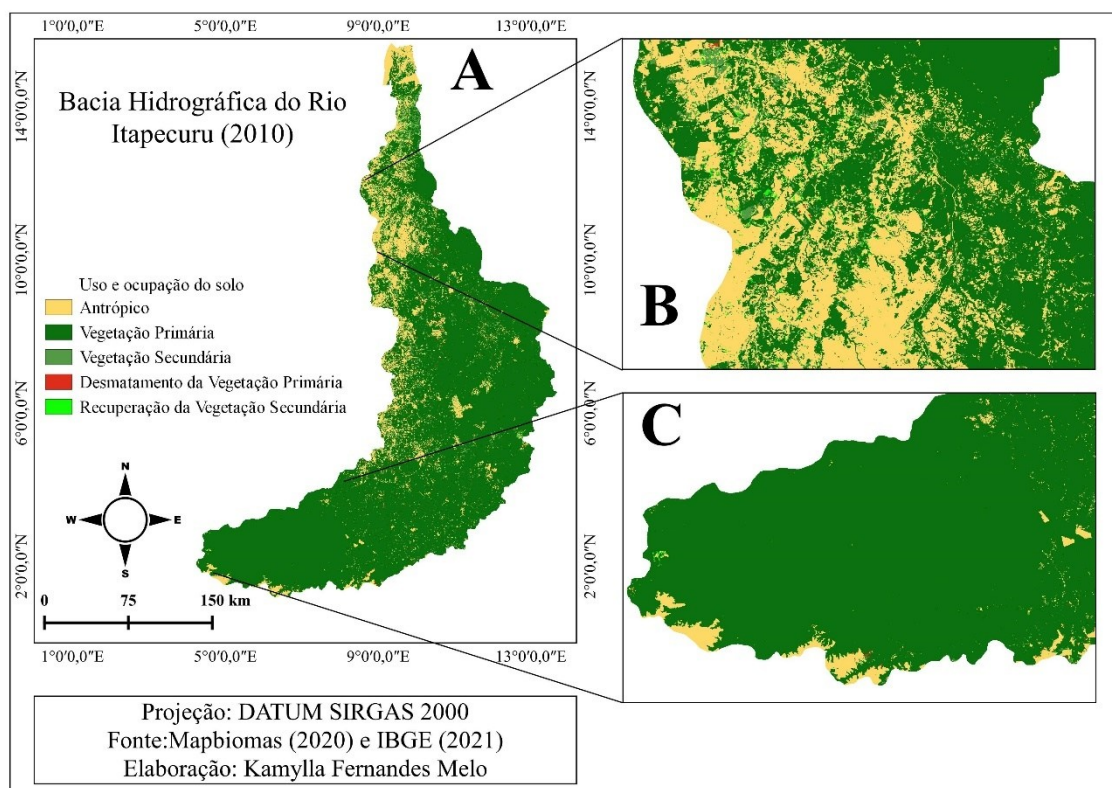 1°0'0,0"E 5°0'0,0"E 9°0'0,0"E 13°0'0,0"E
A
Bacia Hidrográfica do Rio
Itapecuru (2010)
14°0'0,0"N
10°0'0,0"N
6°0'0,0"N
2°0'0,0"N
Uso e ocupação do solo
Antrópico
Vegetação Primária
Vegetação Secundária
Desmatamento da Vegetação Primária
Recuperação da Vegetação Secundária
N
W E
S
0 75 150 km
1°0'0,0"E 5°0'0,0"E 9°0'0,0"E 13°0'0,0"E
14°0'0,0"N
10°0'0,0"N
6°0'0,0"N
2°0'0,0"N
B
C
Projeção: DATUM SIRGAS 2000
Fonte:Mapbiomas (2020) e IBGE (2021)
Elaboração: Kamylla Fernandes Melo